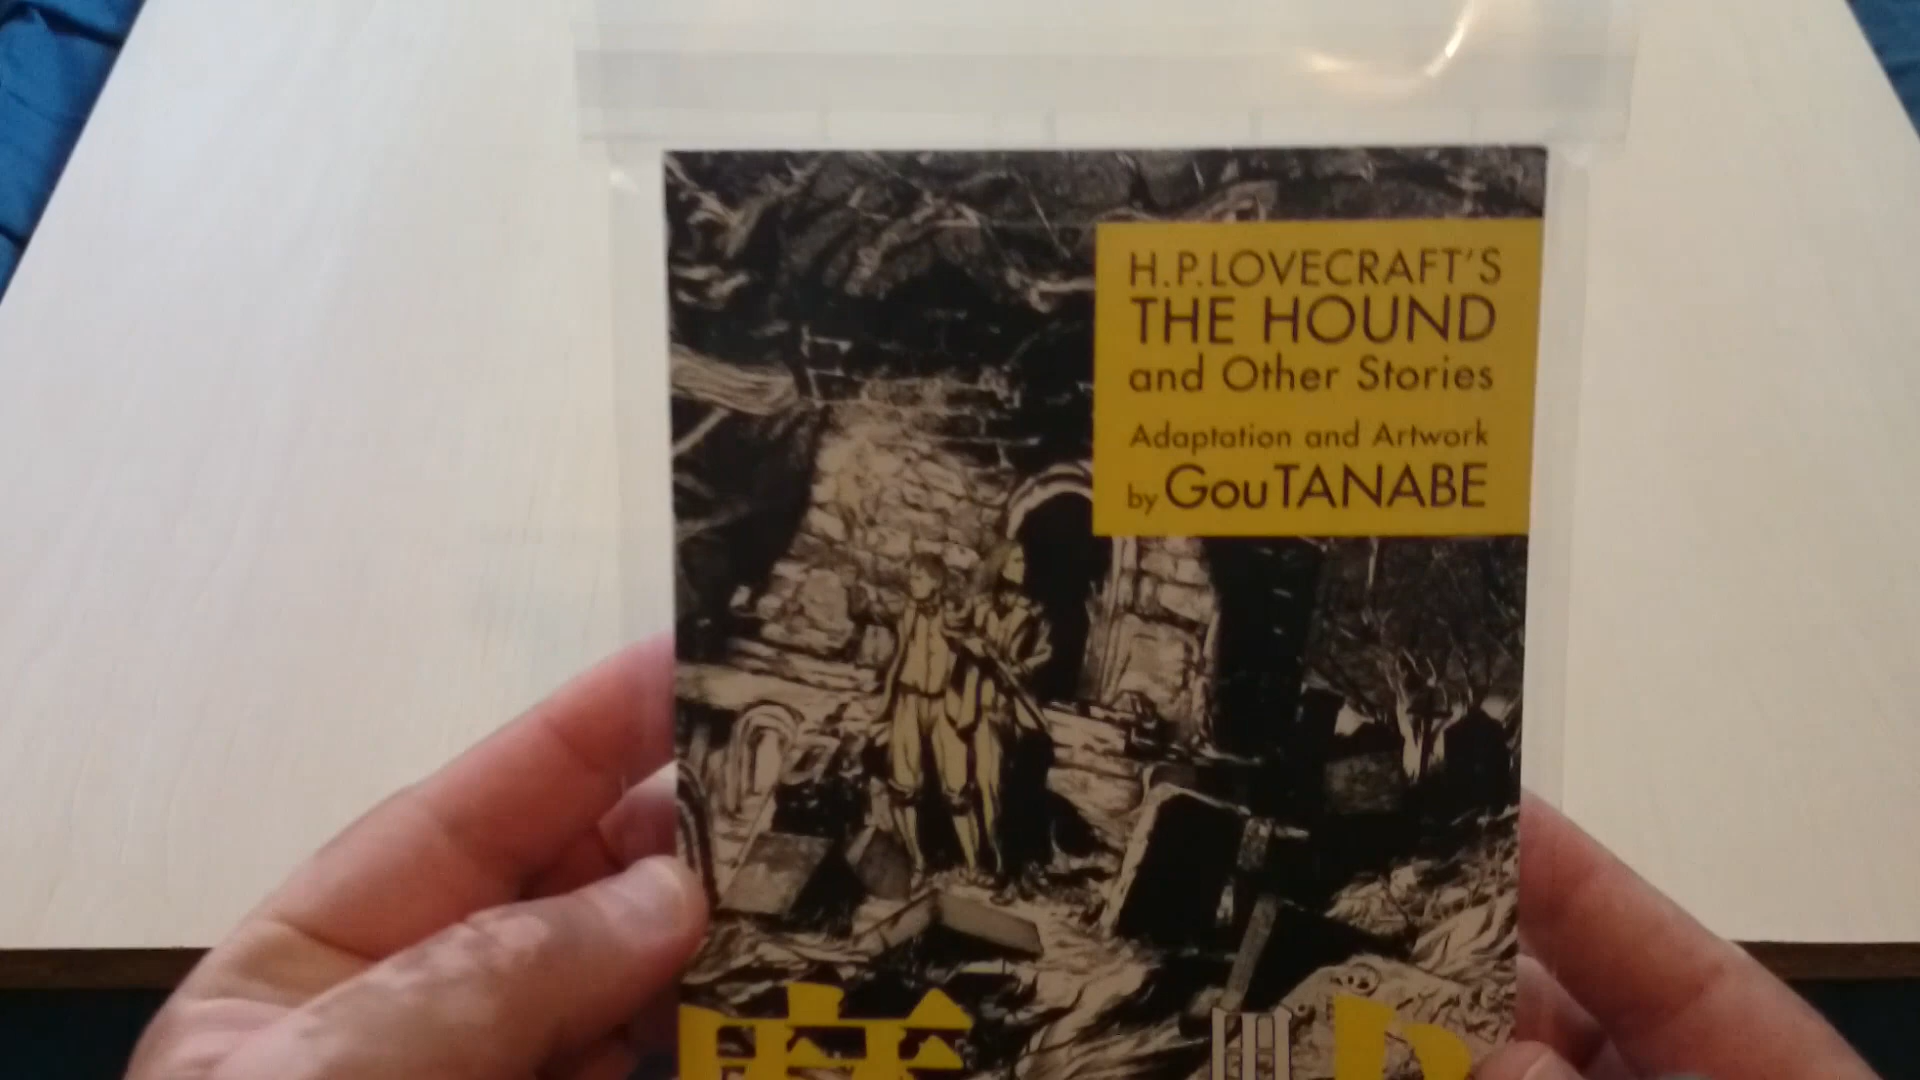 H.P.LOVECRAFT'S
THE HOUND
and Other Stories
Adaptation and Artwork
by GouTANABE